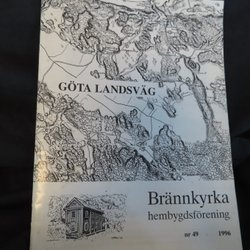 GÖTA LANDSVÄG
Brännkyrka
hembygdsförening
nr 49 1996